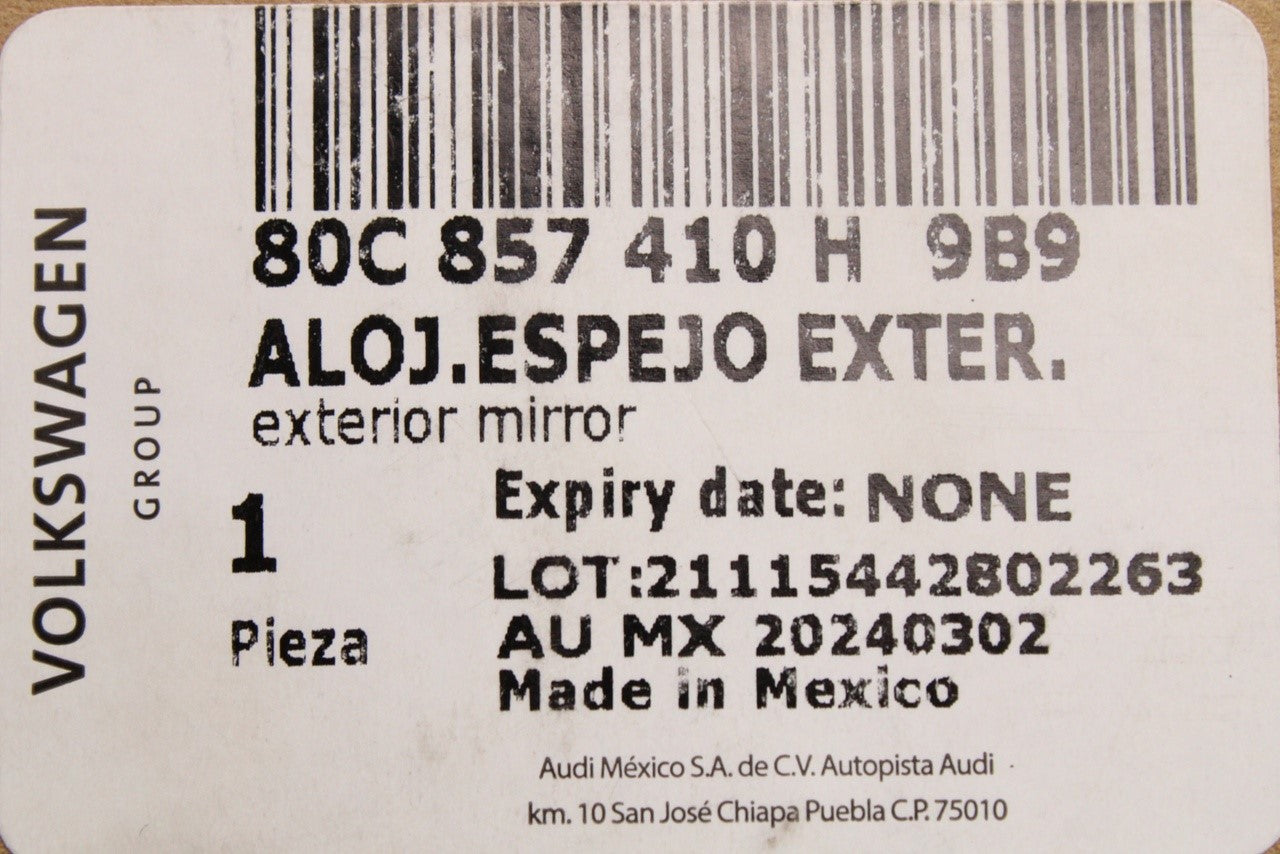 VOLKSWAGEN
GROUP
80C 857 410 H 9B9
ALOJ.ESPEJO EXTER.
exterior mirror
1
Pieza
Expiry date: NONE
LOT:21115442802263
AU MX 20240302
Made in Mexico
Audi México S.A. de C.V. Autopista Audi
km. 10 San José Chiapa Puebla C.P. 75010